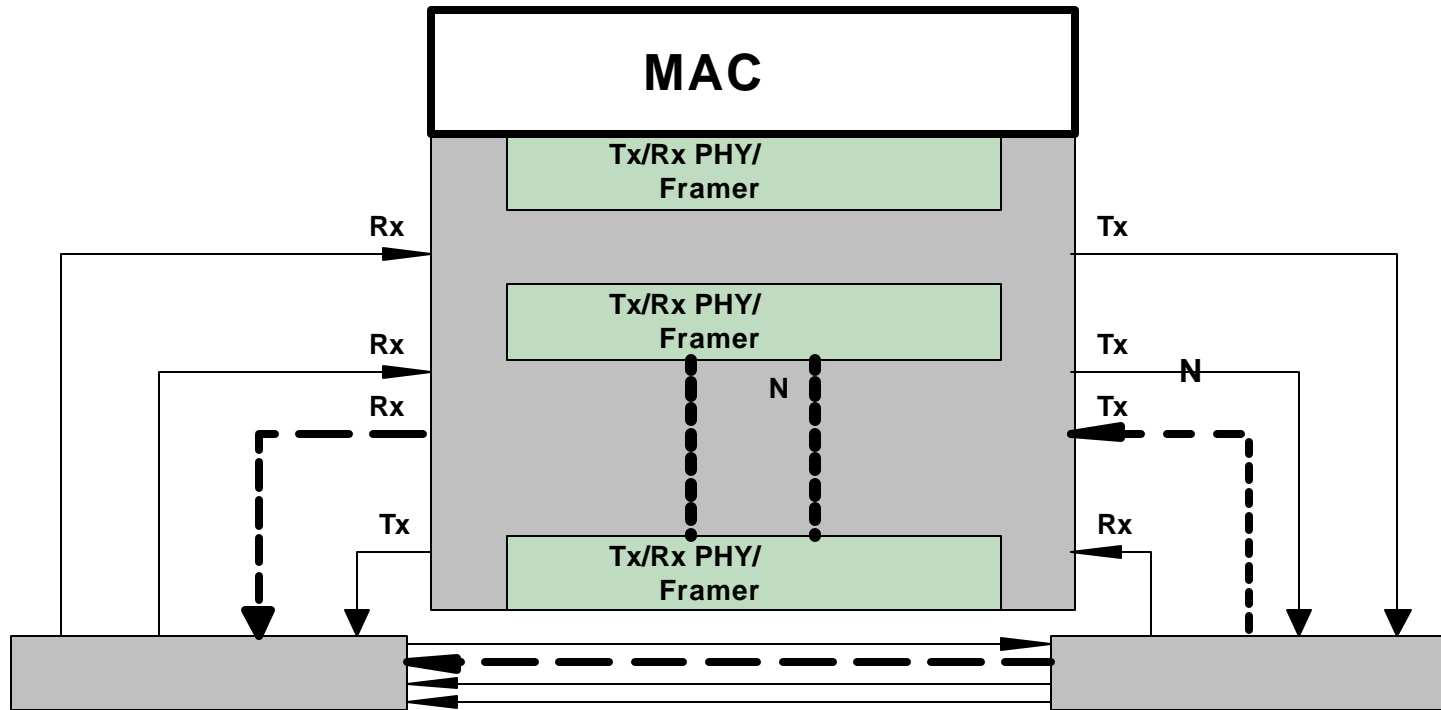 MAC
Tx/Rx PHY/
Framer
Rx
Tx
Tx/Rx PHY/
Framer
Rx
Tx
N
N
Rx
Tx
Tx
Rx
Tx/Rx PHY/
Framer